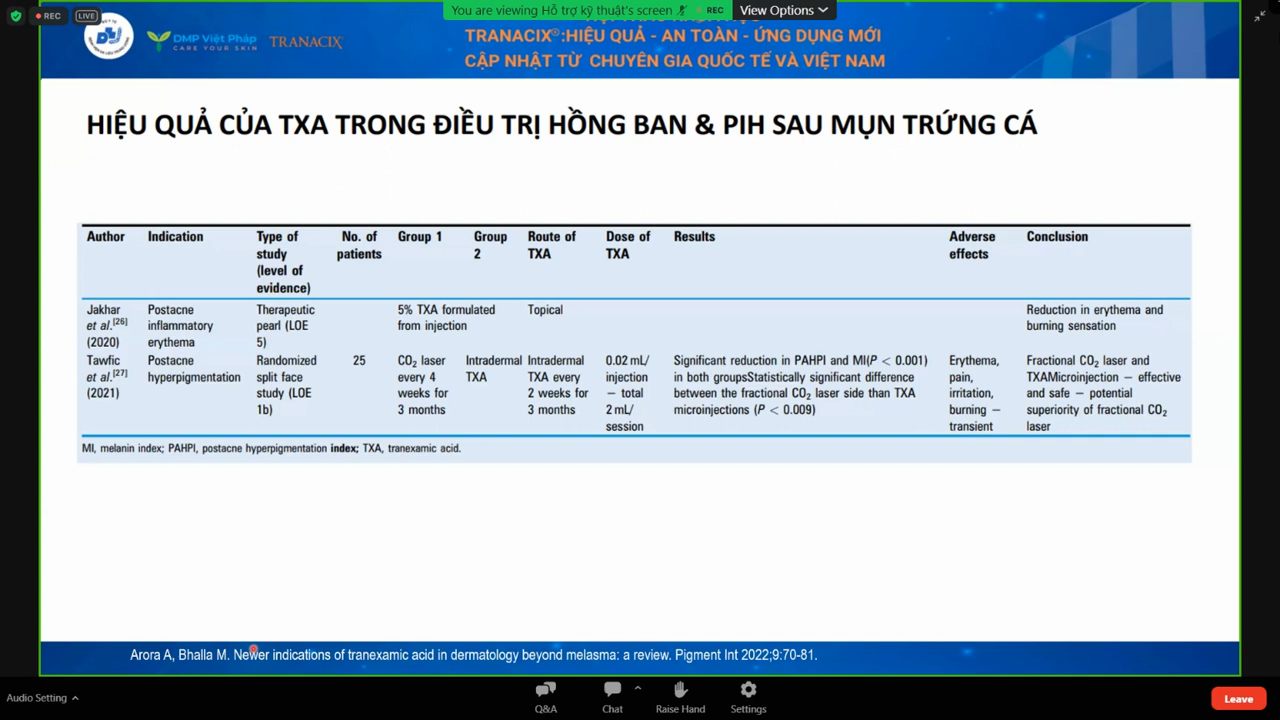 REC
LIVE
You are viewing Hỗ trợ kỹ thuật's screen
REC
View Options
DMP Việt Pháp
CARE YOUR SKIN
TRANACIX
TRANACIX®:HIỆU QUẢ - AN TOÀN - ỨNG DỤNG MỚI
CẬP NHẬT TỪ CHUYÊN GIA QUỐC TẾ VÀ VIỆT NAM
HIỆU QUẢ CỦA TXA TRONG ĐIỀU TRỊ HỒNG BAN & PIH SAU MỤN TRỨNG CÁ
Author Indication Type of No. of Group 1 Group Route of Dose of Results Adverse Conclusion
study patients 2 TXA TXA effects
(level of
evidence)
Jakhar Postacne Therapeutic 5% TXA formulated Topical Reduction in erythema and
et al.[26] inflammatory pearl (LOE from injection burning sensation
(2020) erythema 5)
Tawfic Postacne Randomized 25 CO2 laser Intradermal Intradermal 0.02 mL/ Significant reduction in PAHPI and MI(P < 0.001) Erythema, Fractional CO2 laser and
et al.[27] hyperpigmentation split face every 4 TXA TXA every injection in both groupsStatistically significant difference pain, TXAMicroinjection – effective
(2021) study (LOE weeks for 2 weeks for – total between the fractional CO2 laser side than TXA irritation, and safe – potential
1b) 3 months 3 months 2 mL/ microinjections (P < 0.009) burning – superiority of fractional CO2
session transient laser
MI, melanin index; PAHPI, postacne hyperpigmentation index; TXA, tranexamic acid.
Arora A, Bhalla M. Newer indications of tranexamic acid in dermatology beyond melasma: a review. Pigment Int 2022;9:70-81.
Audio Setting
Q&A
Chat
Raise Hand
Settings
Leave